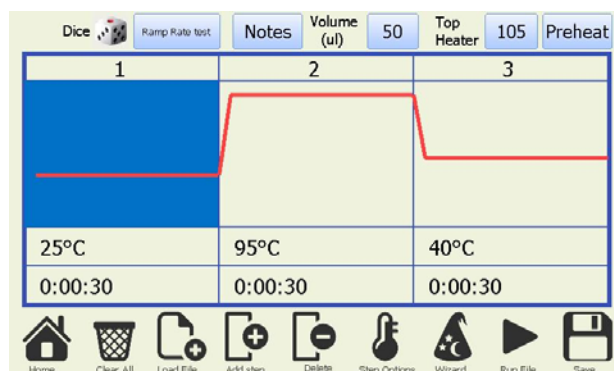 Dice Ramp Rate test Notes Volume (ul) 50 Top Heater 105 Preheat
1 2 3
25°C 95°C 40°C
0:00:30 0:00:30 0:00:30
Home Clear All Load File Add step Delete Step Options Wizard Run File Save